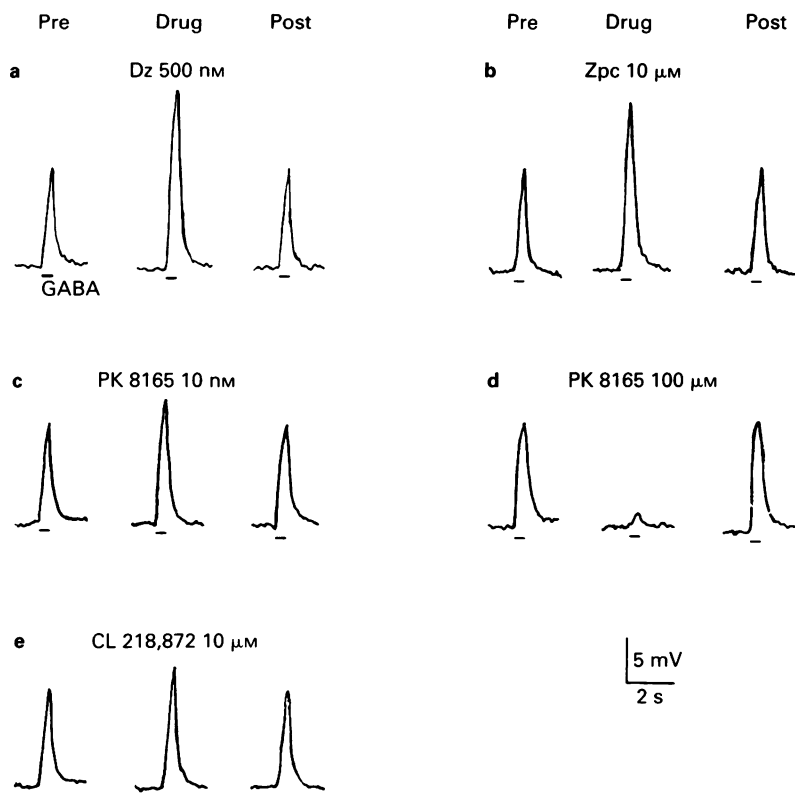 Pre Drug Post Pre Drug Post
a Dz 500 nM b Zpc 10 μM
GABA
c PK 8165 10 nM d PK 8165 100 μM
e CL 218,872 10 μM
5 mV
2 s